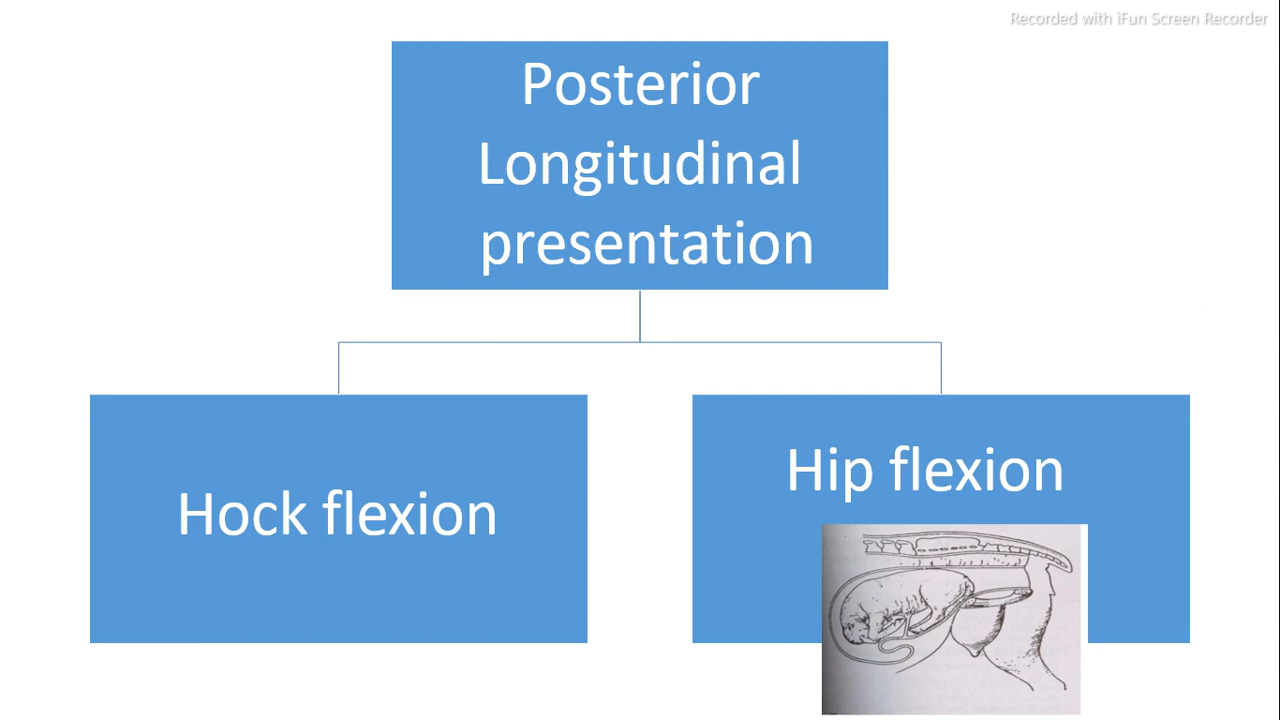 Recorded with iFun Screen Recorder
Posterior
Longitudinal
presentation
Hock flexion
Hip flexion